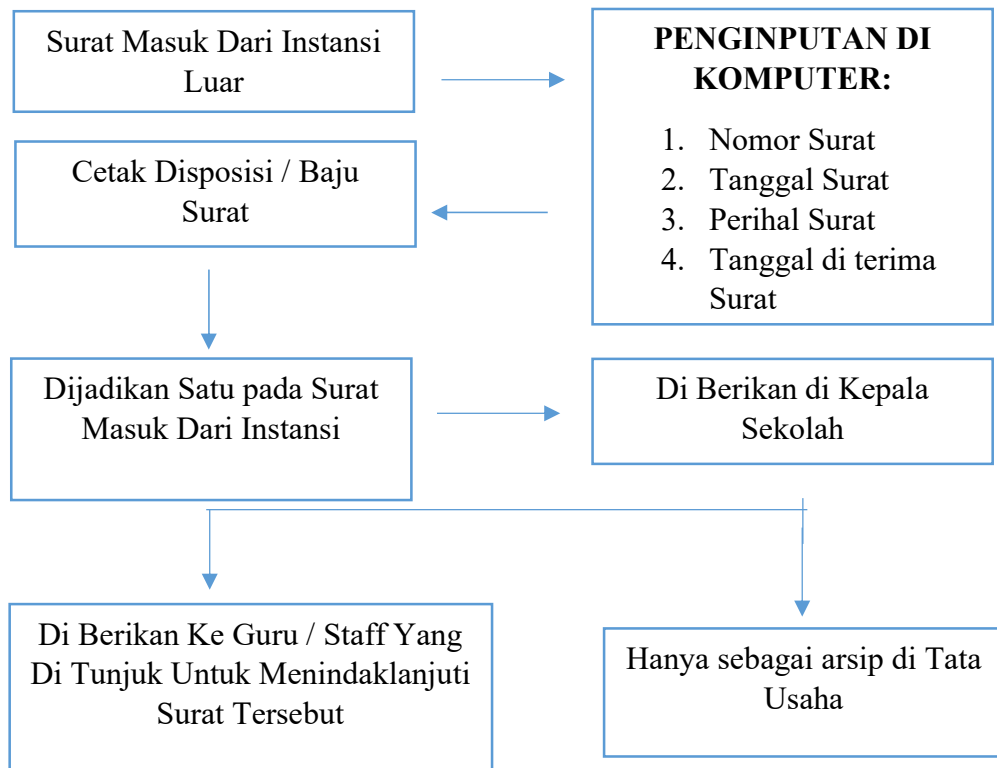 Surat Masuk Dari Instansi
Luar
PENGINPUTAN DI
KOMPUTER:
1. Nomor Surat
2. Tanggal Surat
3. Perihal Surat
4. Tanggal di terima
Surat
Cetak Disposisi / Baju
Surat
Dijadikan Satu pada Surat
Masuk Dari Instansi
Di Berikan di Kepala
Sekolah
Di Berikan Ke Guru / Staff Yang
Di Tunjuk Untuk Menindaklanjuti
Surat Tersebut
Hanya sebagai arsip di Tata
Usaha